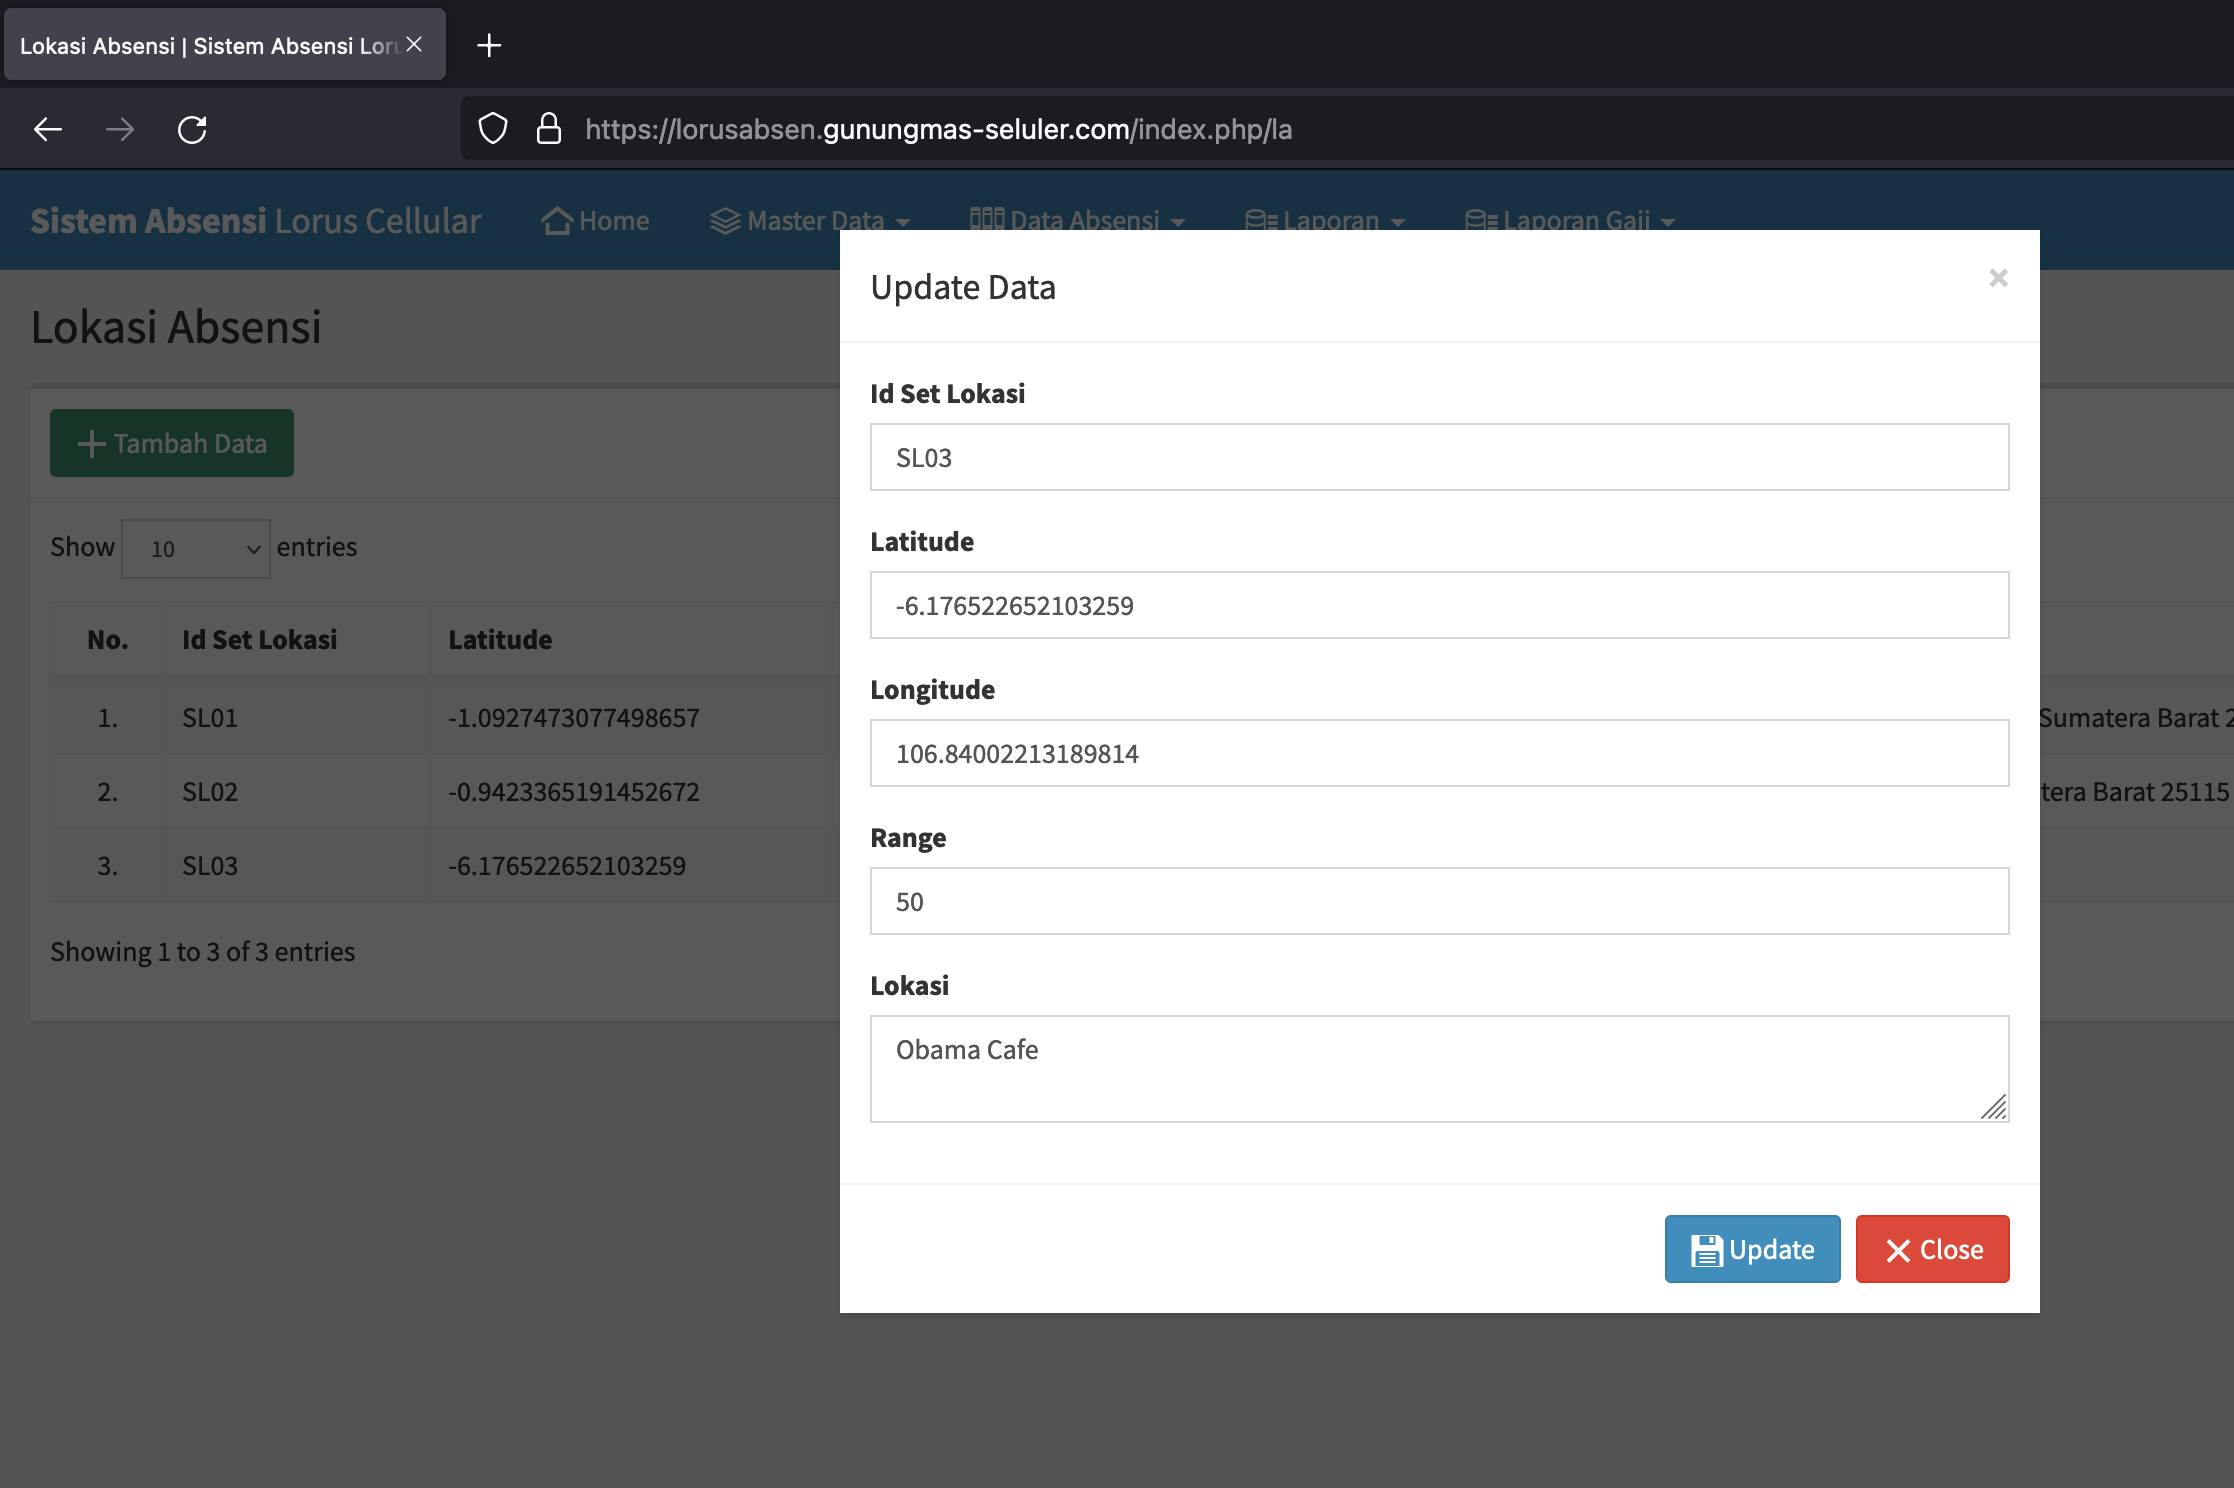 Lokasi Absensi | Sistem Absensi Loru
https://lorusabsen.gunungmas-seluler.com/index.php/la
Sistem Absensi Lorus Cellular Home Master Data Data Absensi Laporan Laporan Gaji
Update Data
×
Lokasi Absensi
Id Set Lokasi
SL03
Tambah Data
Latitude
-6.176522652103259
Show 10 entries
Longitude
106.84002213189814
No. Id Set Lokasi Latitude
1. SL01 -1.0927473077498657 Sumatera Barat 2
2. SL02 -0.9423365191452672 tera Barat 25115
3. SL03 -6.176522652103259
Range
50
Showing 1 to 3 of 3 entries
Lokasi
Obama Cafe
Update
Close